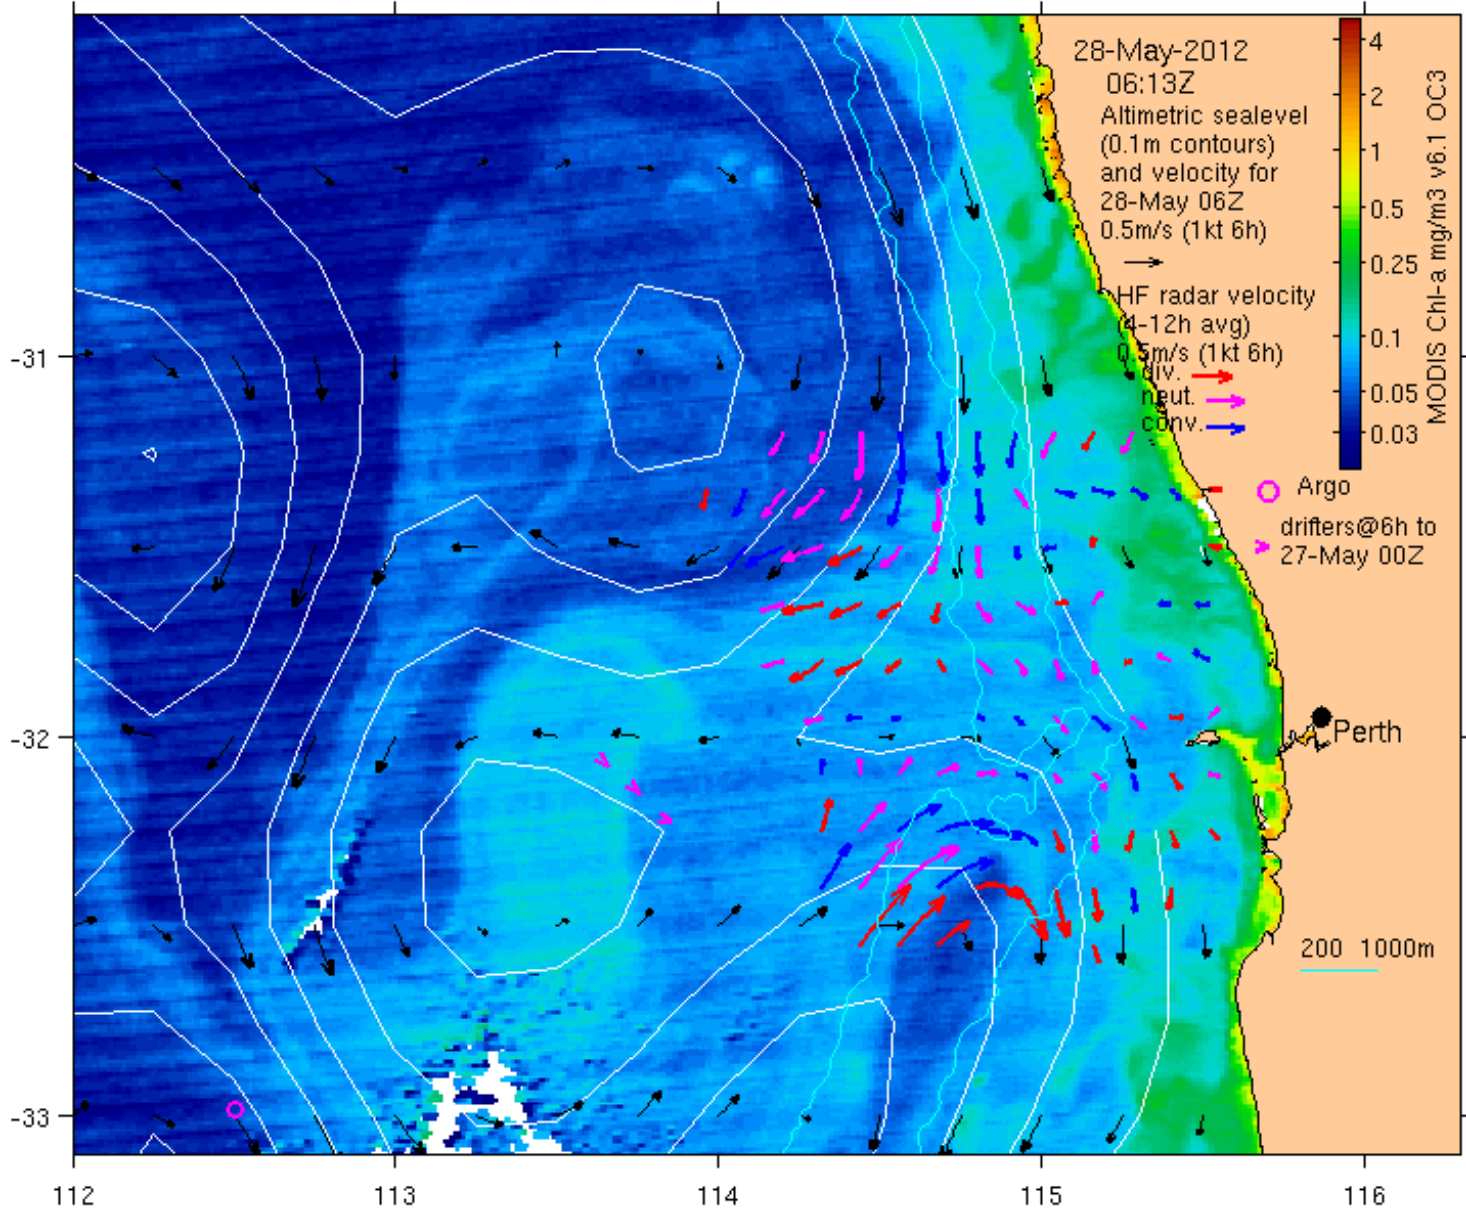 28-May-2012
06:13Z
Altimetric sealevel
(0.1m contours)
and velocity for
28-May 06Z
0.5m/s (1kt 6h)
HF radar velocity
(4-12h avg)
0.5m/s (1kt 6h)
div.
neut.
conv.
Argo
drifters@6h to
27-May 00Z
Perth
200 1000m
4
2
1
0.5
0.25
0.1
0.05
0.03
MODIS Chl-a mg/m3 v6.1 OC3
-31
-32
-33
112
113
114
115
116